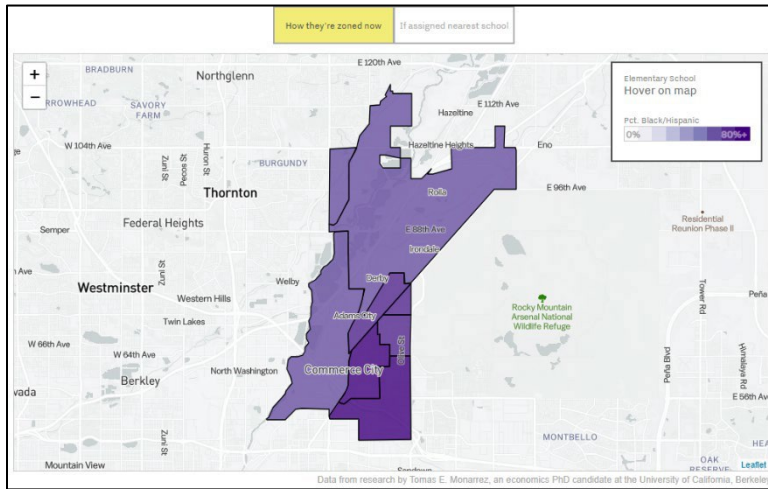 How they're zoned now
If assigned nearest school
+
−
Elementary School
Hover on map
Pct. Black/Hispanic
0%
80%+
E 120th Ave
BRADBURN
Northglenn
SAVORY
FARM
E 112th Ave
Hazeltine
W 104th Ave
Zuni St
Pecos St
Huron St
BURGUNDY
Hazeltine Heights
Eno
Thornton
Rolla
E 96th Ave
Semper
Federal Heights
E 88th Ave
Irondale
Residential
Reunion Phase II
Zuni St
Welby
Derby
Westminster
Western Hills
Adams City
Rocky Mountain
Arsenal National
Wildlife Refuge
Tower Rd
Peña
Twin Lakes
W 66th Ave
W 64th Ave
North Washington
Commerce City
Berkley
Peña Blvd
Himalaya Rd
E 56th Ave
Zuni St
MONTBELLO
Mountain View
OAK
Leaflet
Data from research by Tomas E. Monarrez, an economics PhD candidate at the University of California, Berkeley